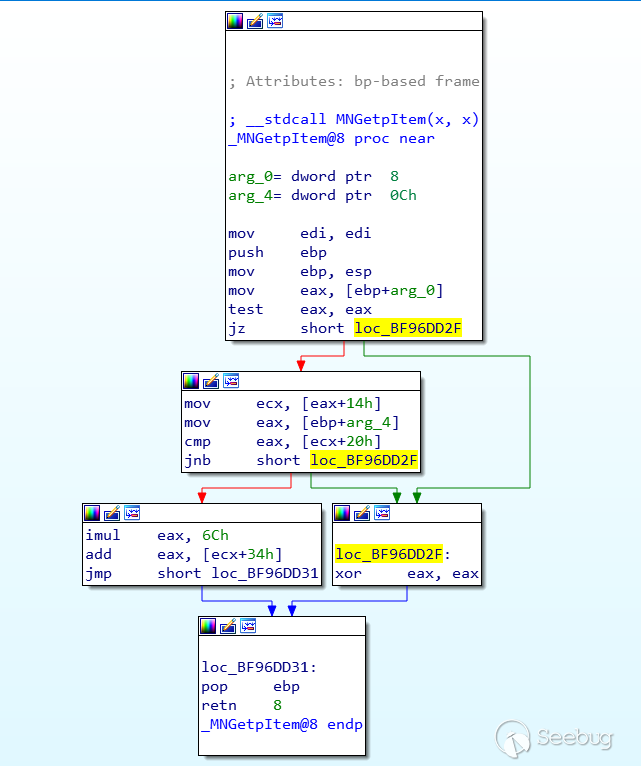 ; Attributes: bp-based frame
; __stdcall MNGetpItem(x, x)
_MNGetpItem@8 proc near
arg_0= dword ptr  8
arg_4= dword ptr  0Ch
mov     edi, edi
push    ebp
mov     ebp, esp
mov     eax, [ebp+arg_0]
test    eax, eax
jz      short loc_BF96DD2F
mov     ecx, [eax+14h]
mov     eax, [ebp+arg_4]
cmp     eax, [ecx+20h]
jnb     short loc_BF96DD2F
imul    eax, 6Ch
add     eax, [ecx+34h]
jmp     short loc_BF96DD31
loc_BF96DD2F:
xor     eax, eax
loc_BF96DD31:
pop     ebp
retn    8
_MNGetpItem@8 endp
Seebug